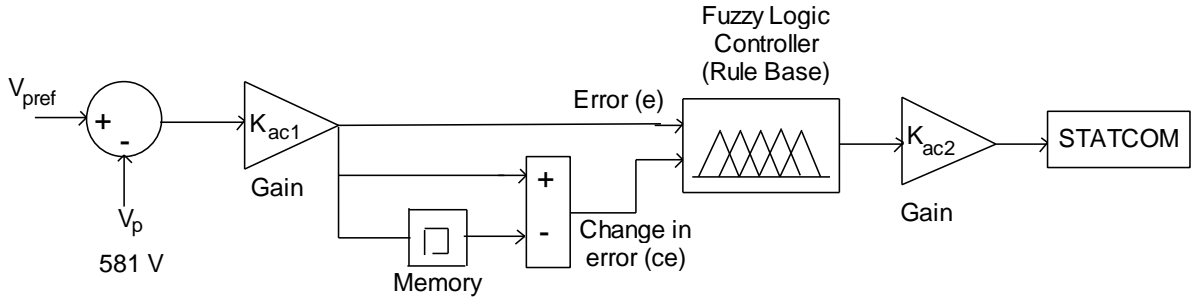 Fuzzy Logic
Controller
(Rule Base)
V_pref
+
-
V_p
581 V
K_ac1
Gain
Error (e)
+
-
Memory
Change in
error (ce)
K_ac2
Gain
STATCOM